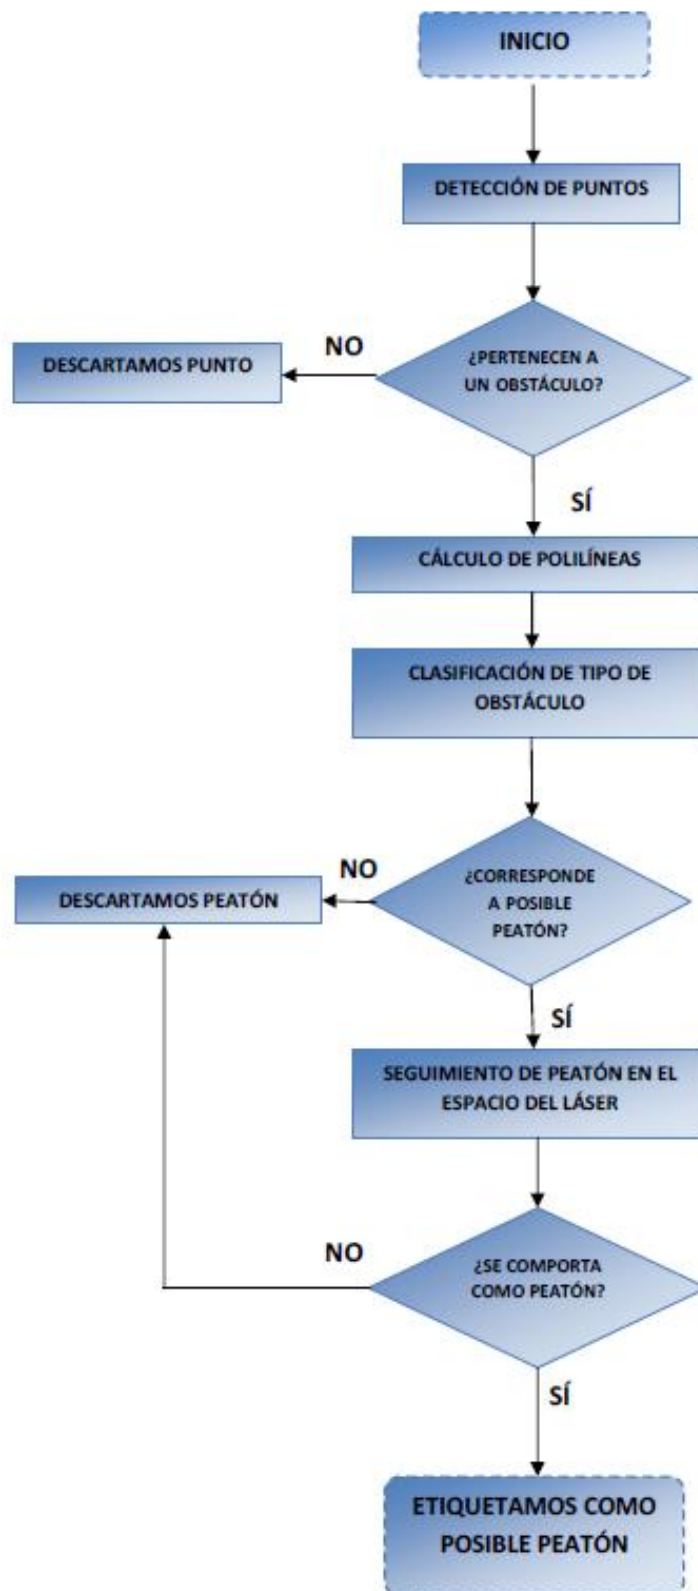 INICIO
DETECCIÓN DE PUNTOS
NO
¿PERTENECEN A
UN OBSTÁCULO?
DESCARTAMOS PUNTO
SÍ
CÁLCULO DE POLILÍNEAS
CLASIFICACIÓN DE TIPO DE
OBSTÁCULO
NO
¿CORRESPONDE
A POSIBLE
PEATÓN?
DESCARTAMOS PEATÓN
SÍ
SEGUIMIENTO DE PEATÓN EN EL
ESPACIO DEL LÁSER
NO
¿SE COMPORTA
COMO PEATÓN?
SÍ
ETIQUETAMOS COMO
POSIBLE PEATÓN